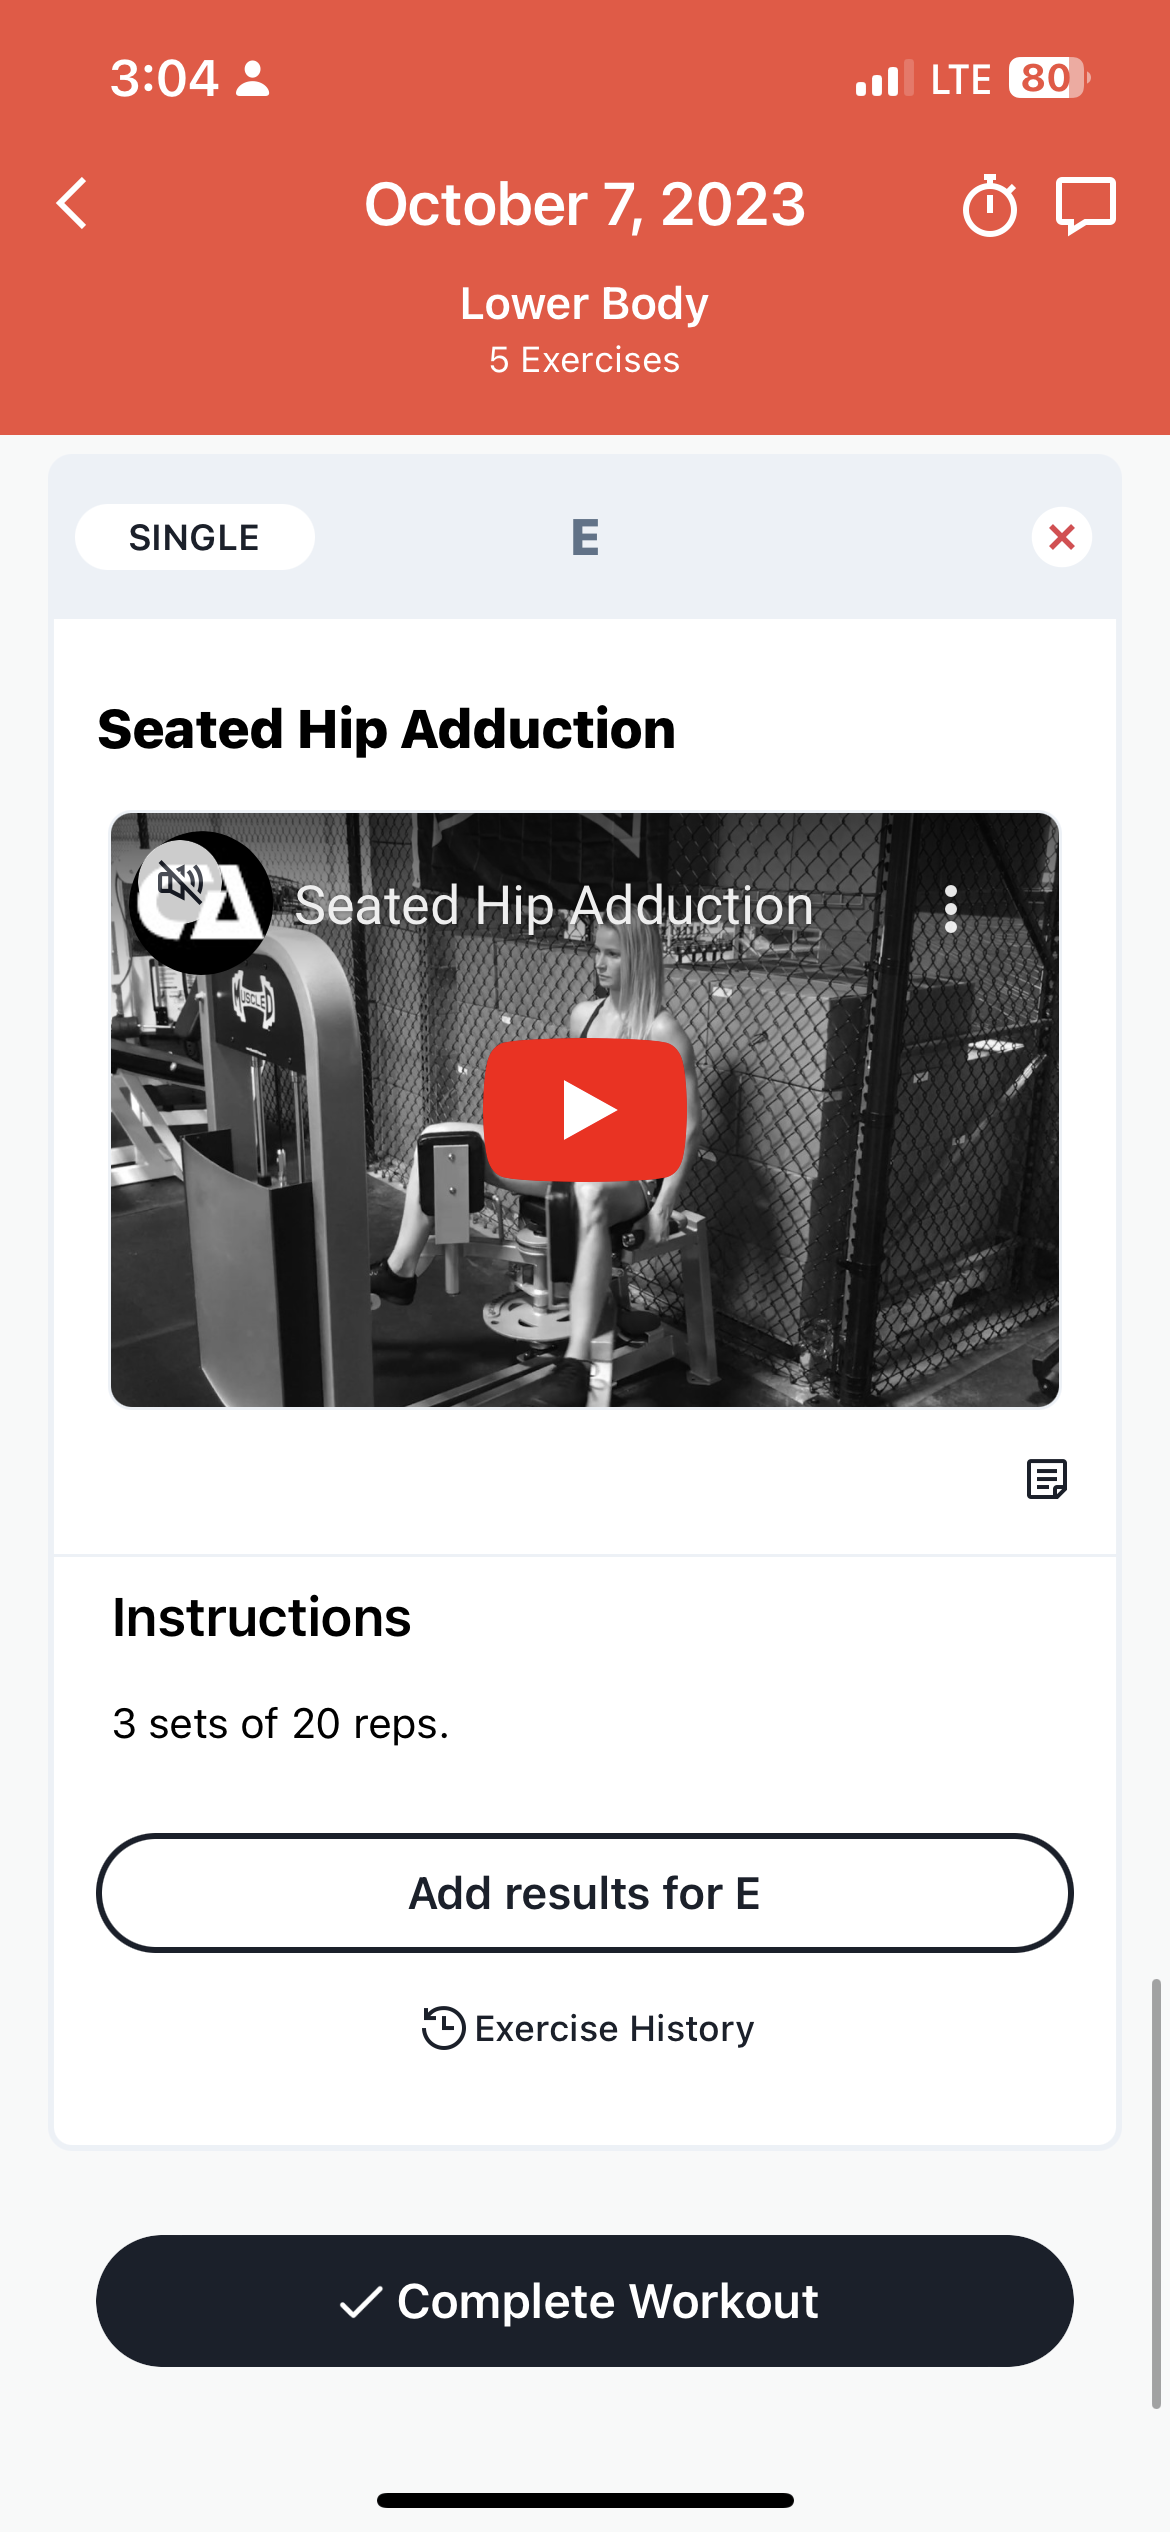 3:04
LTE 80
October 7, 2023
Lower Body
5 Exercises
SINGLE
E
Seated Hip Adduction
CA
Seated Hip Adduction
MUSCLED
Instructions
3 sets of 20 reps.
Add results for E
Exercise History
Complete Workout